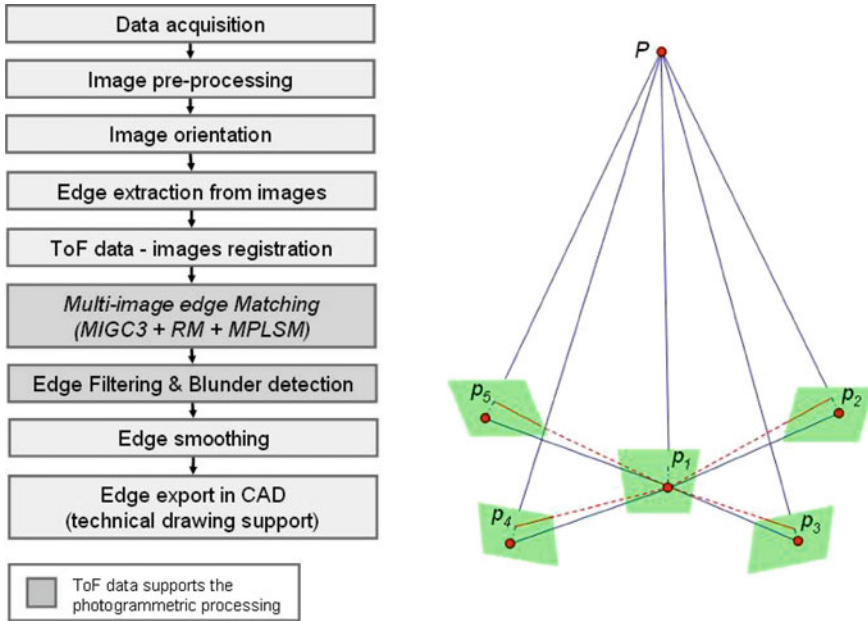 Data acquisition
Image pre-processing
Image orientation
Edge extraction from images
ToF data - images registration
Multi-image edge Matching
(MIGC3 + RM + MPLSM)
Edge Filtering & Blunder detection
Edge smoothing
Edge export in CAD
(technical drawing support)
ToF data supports the
photogrammetric processing
P
p5
p2
p1
p4
p3